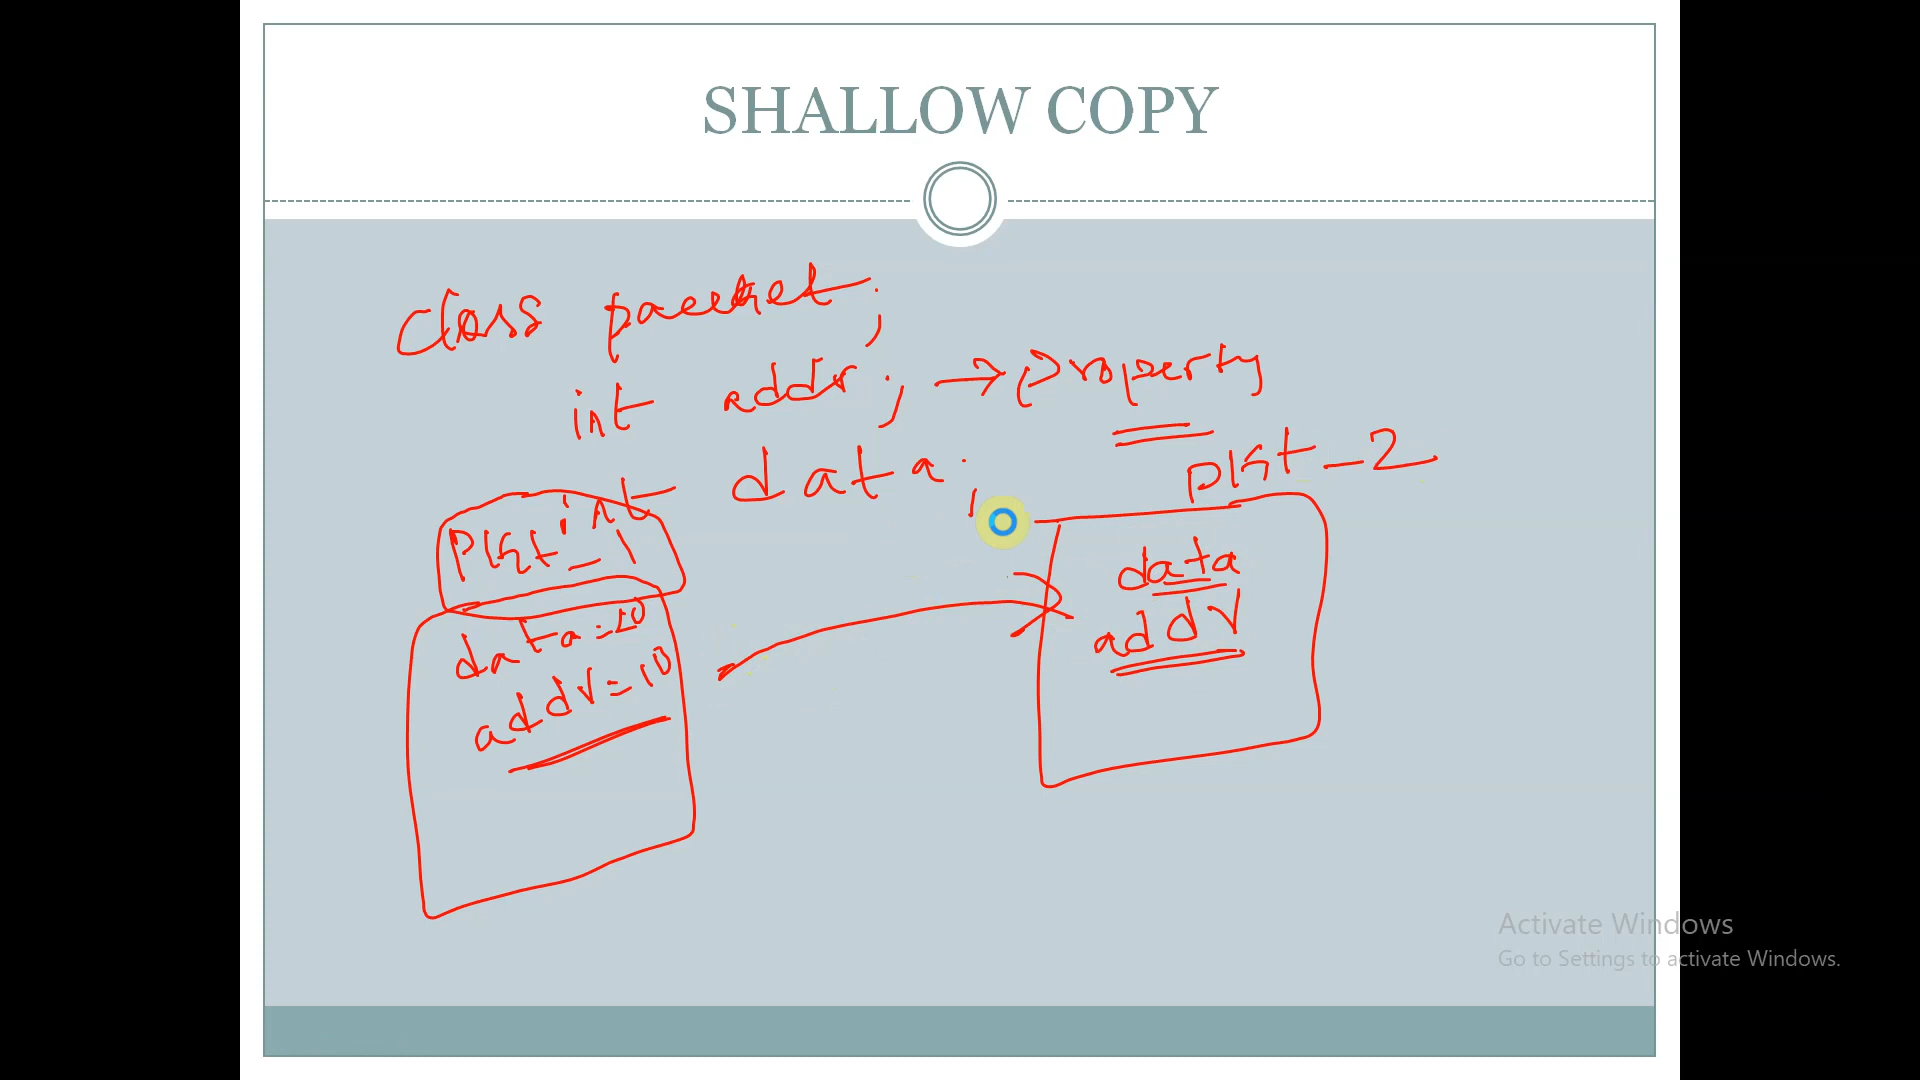 SHALLOW COPY
class packet;
int addr; → property
int data;
pkt_2
pkt_1
data=20
addr=10
data
addr
Activate Windows
Go to Settings to activate Windows.